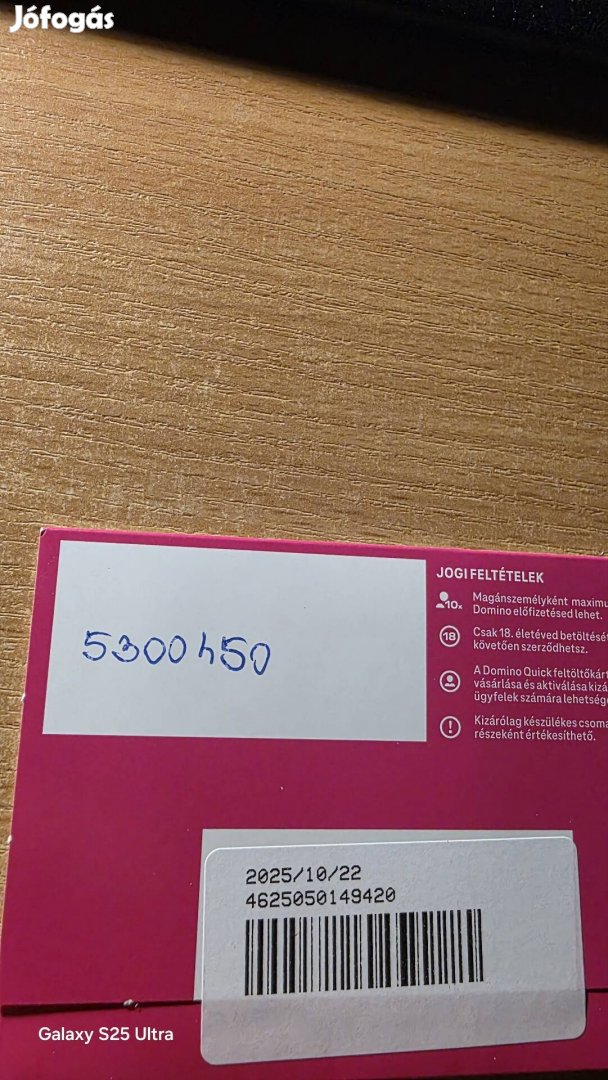 Jófogás
5300450
JOGI FELTÉTELEK
10x
Magánszemélyként maximu
Domino előfizetésed lehet.
18
Csak 18. életéved betöltését
követően szerződhetsz.
A Domino Quick feltöltőkárt
vásárlása és aktiválása kizá
ügyfelek számára lehetsége
!
Kizárólag készülékes csoma
részeként értékesíthető.
2025/10/22
4625050149420
Galaxy S25 Ultra